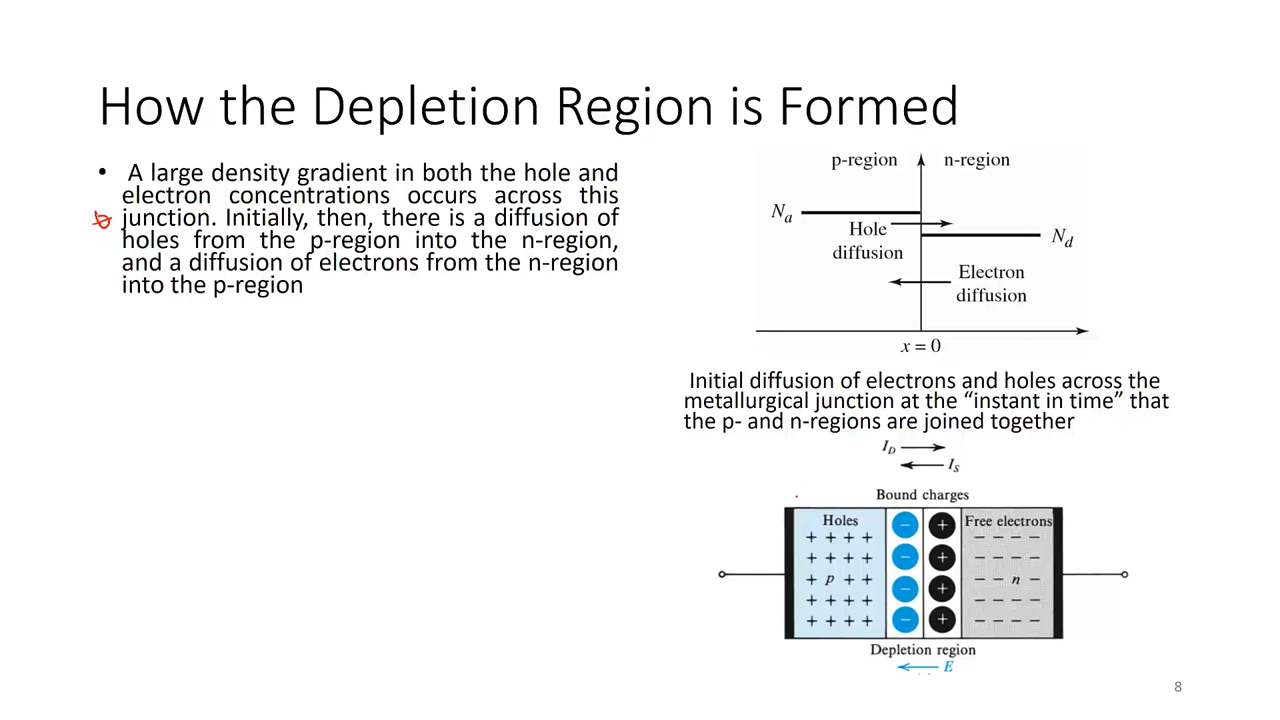 How the Depletion Region is Formed
• A large density gradient in both the hole and
electron concentrations occurs across this
junction. Initially, then, there is a diffusion of
holes from the p-region into the n-region,
and a diffusion of electrons from the n-region
into the p-region
p-region n-region
Nₐ
Hole
diffusion
N_d
Electron
diffusion
x = 0
Initial diffusion of electrons and holes across the
metallurgical junction at the “instant in time” that
the p- and n-regions are joined together
I_D
I_S
Bound charges
Holes − + Free electrons
+ + + + − − − −
+ + + + − + − − − −
+ p + + − + − − n −
+ + + + − − − −
+ + + + − + − − − −
Depletion region
E
8